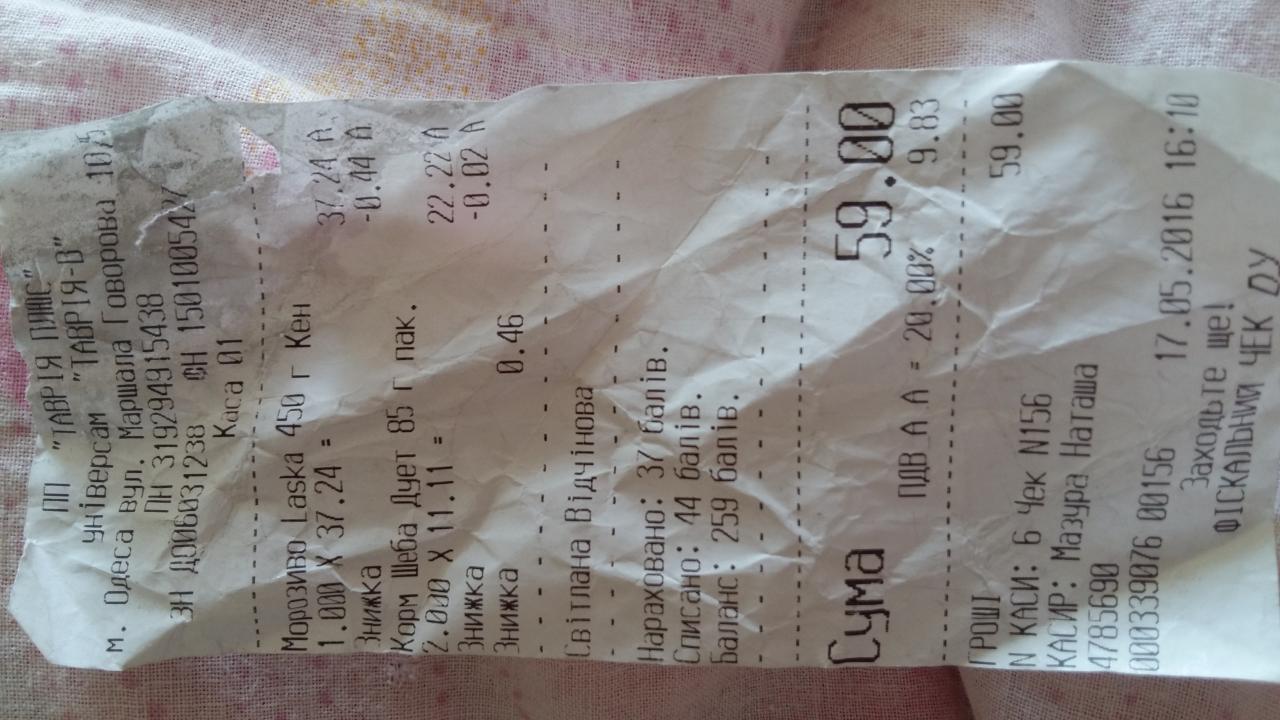 ПП "ТАВРІЯ ПЛЮС"
універсам "ТАВРІЯ-В"
м. Одеса вул. Маршала Говорова 10/5
ПН 319294915438
ЗН ДО06031238 ФН 1501005427
Каса 01
Морозиво Laska 450 г Кен
1.000 X 37.24 = 37.24 А
Знижка -0.44 А
Корм Шеба Дует 85 г пак.
2.000 X 11.11 = 22.22 А
Знижка -0.02 А
Знижка 0.46
Світлана Відчінова
Нараховано: 37 балів.
Списано: 44 балів.
Баланс: 259 балів.
Сума 59.00
ПДВ А А = 20.00% 9.83
ГРОШІ 59.00
N КАСИ: 6 Чек N156
КАСИР: Мазура Наташа
47785690
0003339076 00156 17.05.2016 16:10
Заходьте ще!
ФІСКАЛЬНИЙ ЧЕК